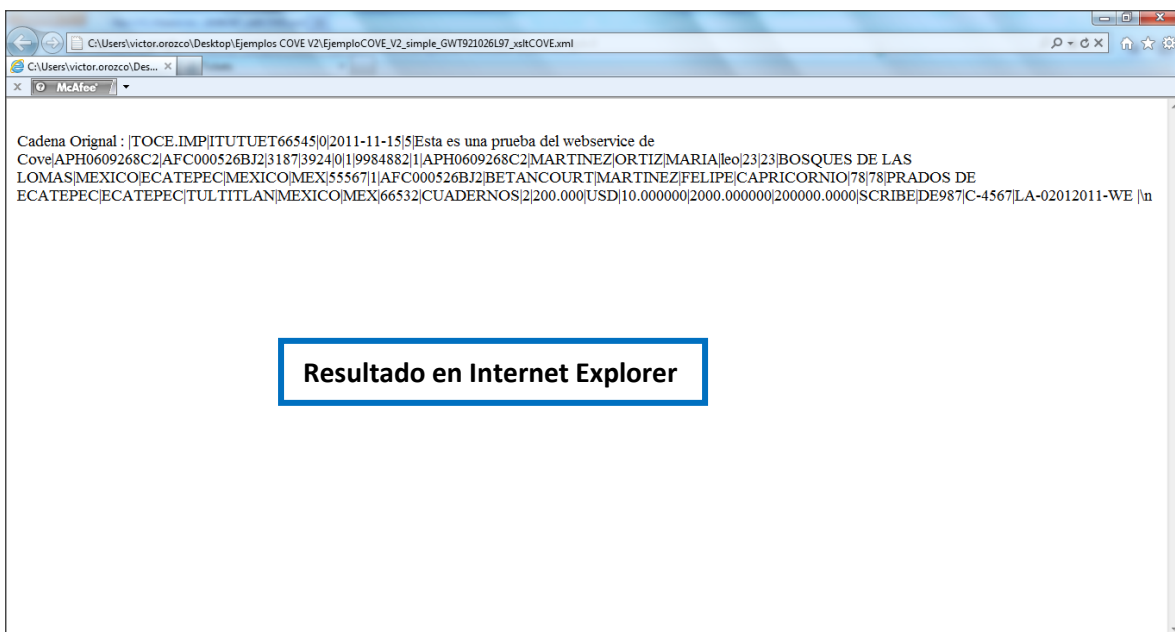 C:\Users\victor.orozco\Desktop\Ejemplos COVE V2\EjemploCOVE_V2_simple_GWT921026L97_xsltCOVE.xml
C:\Users\victor.orozco\Des...
McAfee
Cadena Orignal : |TOCE.IMP|ITUTUET66545|0|2011-11-15|5|Esta es una prueba del webservice de
Cove|APH0609268C2|AFC000526BJ2|3187|3924|0|1|9984882|1|APH0609268C2|MARTINEZ|ORTIZ|MARIA|leo|23|23|BOSQUES DE LAS
LOMAS|MEXICO|ECATEPEC|MEXICO|MEX|55567|1|AFC000526BJ2|BETANCOURT|MARTINEZ|FELIPE|CAPRICORNIO|78|78|PRADOS DE
ECATEPEC|ECATEPEC|TULTITLAN|MEXICO|MEX|66532|CUADERNOS|2|200.000|USD|10.000000|2000.000000|200000.0000|SCRIBE|DE987|C-4567|LA-02012011-WE |\n
Resultado en Internet Explorer